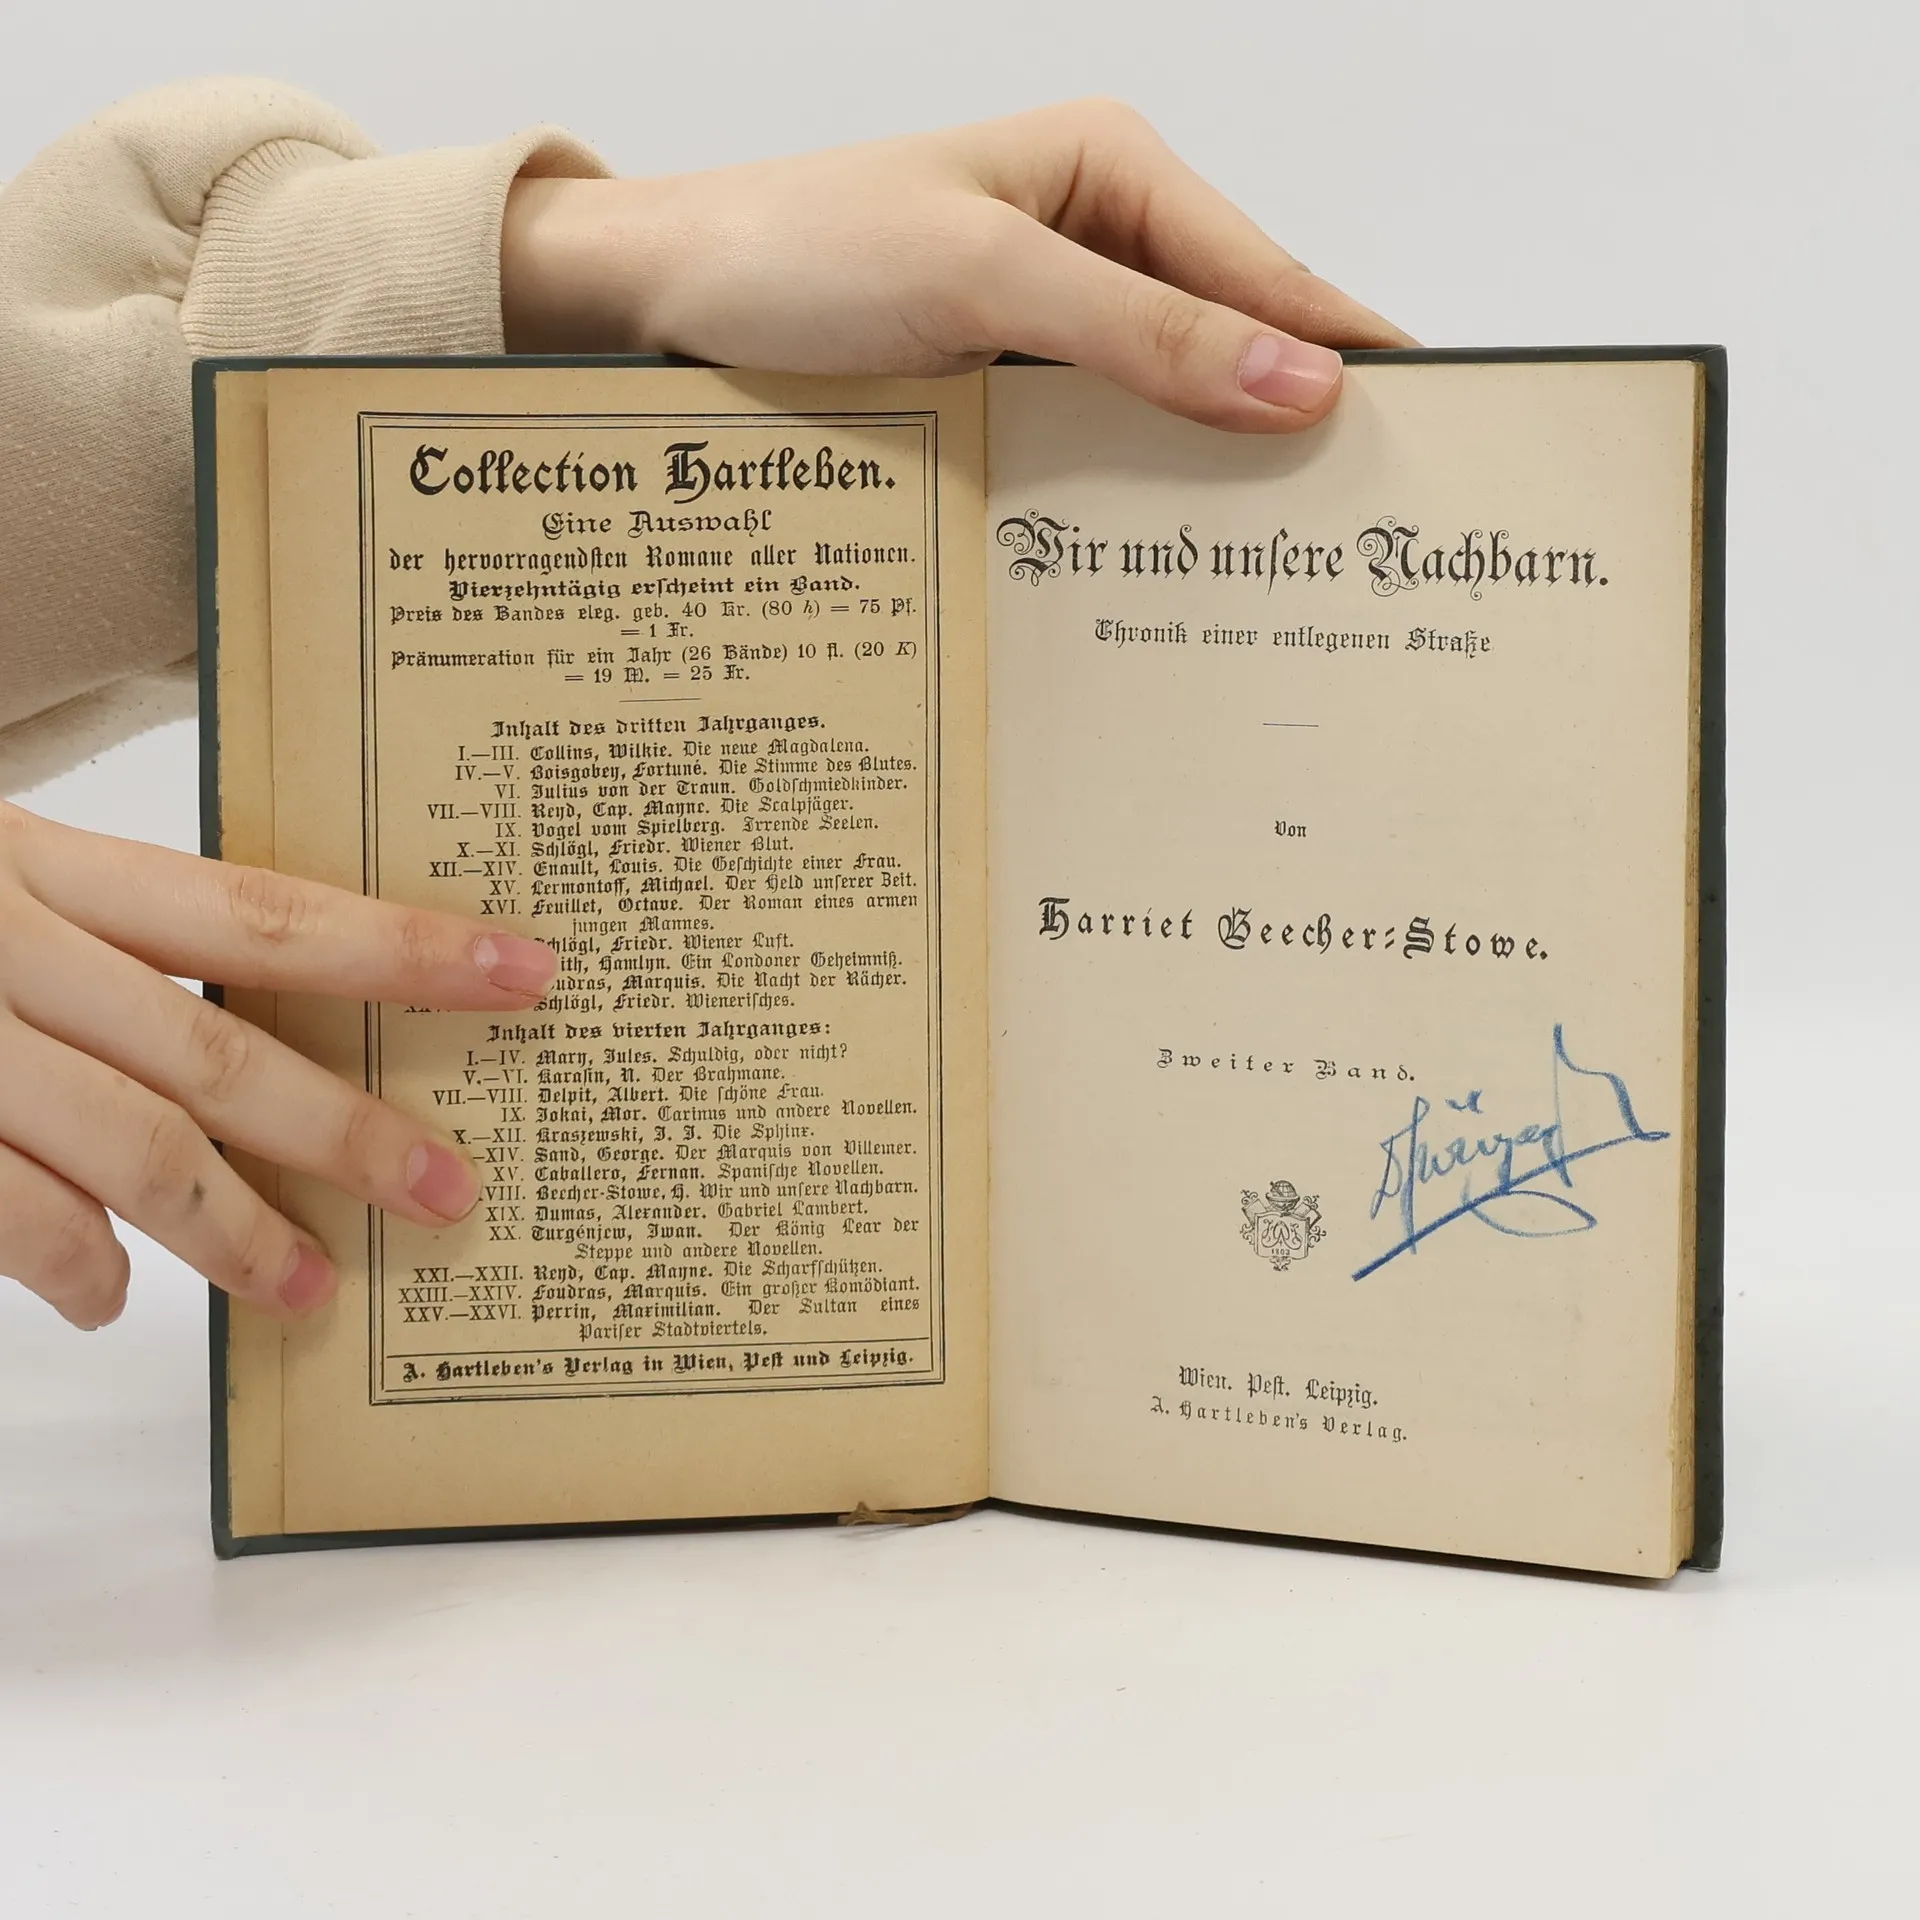 Collection Hartleben.
Eine Auswahl
der hervorragendsten Romane aller Nationen.
Vierzehntägig erscheint ein Band.
Preis des Bandes eleg. geb. 40 Kr. (80 h) = 75 Pf.
= 1 Fr.
Pränumeration für ein Jahr (26 Bände) 10 fl. (20 K)
= 19 M. = 25 Fr.
Inhalt des dritten Jahrganges.
I.—III. Collins, Wilkie. Die neue Magdalena.
IV.—V. Boisgobey, Fortuné. Die Stimme des Blutes.
VI. Julius von der Traun. Goldschmiedkinder.
VII.—VIII. Reyd, Cap. Mayne. Die Scalpjäger.
IX. Vogel vom Spielberg. Irrende Seelen.
X.—XI. Schlögl, Friedr. Wiener Blut.
XII.—XIV. Enault, Louis. Die Geschichte einer Frau.
XV. Lermontoff, Michael. Der Held unserer Zeit.
XVI. Feuillet, Octave. Der Roman eines armen
jungen Mannes.
Schlögl, Friedr. Wiener Luft.
Hamlyn. Ein Londoner Geheimniß.
Marquis. Die Nacht der Rächer.
Schlögl, Friedr. Wienerisches.
Inhalt des vierten Jahrganges:
I.—IV. Mary, Jules. Schuldig, oder nicht?
V.—VI. Karasin, N. Der Brahmane.
VII.—VIII. Delpit, Albert. Die schöne Frau.
IX. Jokai, Mor. Carinus und andere Novellen.
X.—XII. Kraszewski, J. I. Die Sphinx.
—XIV. Sand, George. Der Marquis von Villemer.
XV. Caballero, Fernan. Spanische Novellen.
VIII. Beecher-Stowe, H. Wir und unsere Nachbarn.
XIX. Dumas, Alexander. Gabriel Lambert.
XX. Turgénjew, Iwan. Der König Lear der
Steppe und andere Novellen.
XXI.—XXII. Reyd, Cap. Mayne. Die Scharfschützen.
XXIII.—XXIV. Foudras, Marquis. Ein großer Komödiant.
XXV.—XXVI. Perrin, Maximilian. Der Sultan eines
Pariser Stadtviertels.
A. Hartleben's Verlag in Wien, Pest und Leipzig.
Wir und unsere Nachbarn.
Chronik einer entlegenen Straße
Von
Harriet Beecher-Stowe.
Zweiter Band.
1803
Wien. Pest. Leipzig.
A. Hartleben's Verlag.